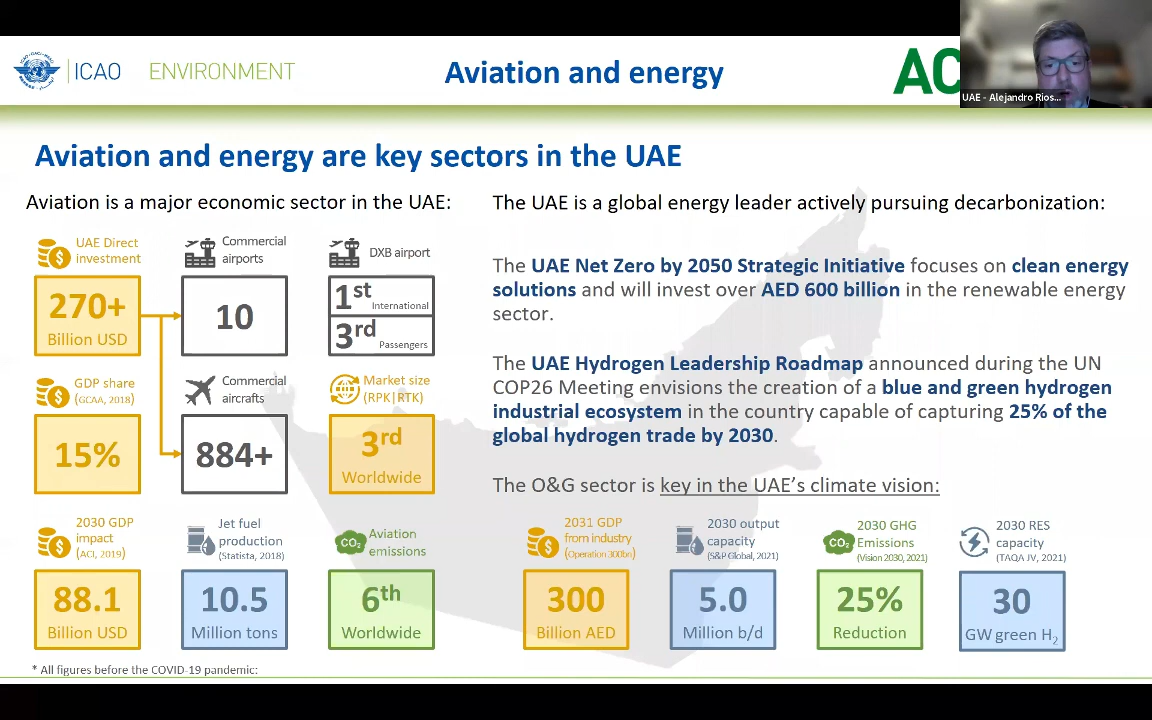 ICAO ENVIRONMENT
Aviation and energy
AC
UAE - Alejandro Rios...
Aviation and energy are key sectors in the UAE
Aviation is a major economic sector in the UAE:
UAE Direct
investment
270+
Billion USD
Commercial
airports
10
DXB airport
1st International
3rd Passengers
GDP share
(GCAA, 2018)
15%
Commercial
aircrafts
884+
Market size
(RPK|RTK)
3rd
Worldwide
2030 GDP
impact
(ACI, 2019)
88.1
Billion USD
Jet fuel
production
(Statista, 2018)
10.5
Million tons
CO2
Aviation
emissions
6th
Worldwide
* All figures before the COVID-19 pandemic:
The UAE is a global energy leader actively pursuing decarbonization:
The UAE Net Zero by 2050 Strategic Initiative focuses on clean energy
solutions and will invest over AED 600 billion in the renewable energy
sector.
The UAE Hydrogen Leadership Roadmap announced during the UN
COP26 Meeting envisions the creation of a blue and green hydrogen
industrial ecosystem in the country capable of capturing 25% of the
global hydrogen trade by 2030.
The O&G sector is key in the UAE's climate vision:
2031 GDP
from industry
(Operation 300bn)
300
Billion AED
2030 output
capacity
(S&P Global, 2021)
5.0
Million b/d
CO2
2030 GHG
Emissions
(Vision 2030, 2021)
25%
Reduction
2030 RES
capacity
(TAQA JV, 2021)
30
GW green H2